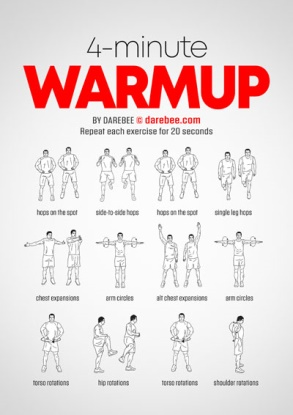 4-minute
WARMUP
BY DAREBEE © darebee.com
Repeat each exercise for 20 seconds
hops on the spot
side-to-side hops
hops on the spot
single leg hops
chest expansions
arm circles
alt chest expansions
arm circles
torso rotations
hip rotations
torso rotations
shoulder rotations